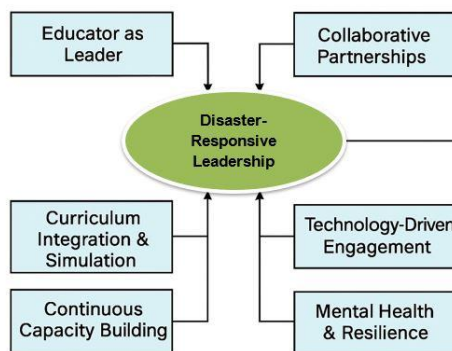 Educator as
Leader
Collaborative
Partnerships
Disaster-
Responsive
Leadership
Curriculum
Integration &
Simulation
Technology-Driven
Engagement
Continuous
Capacity Building
Mental Health
& Resilience